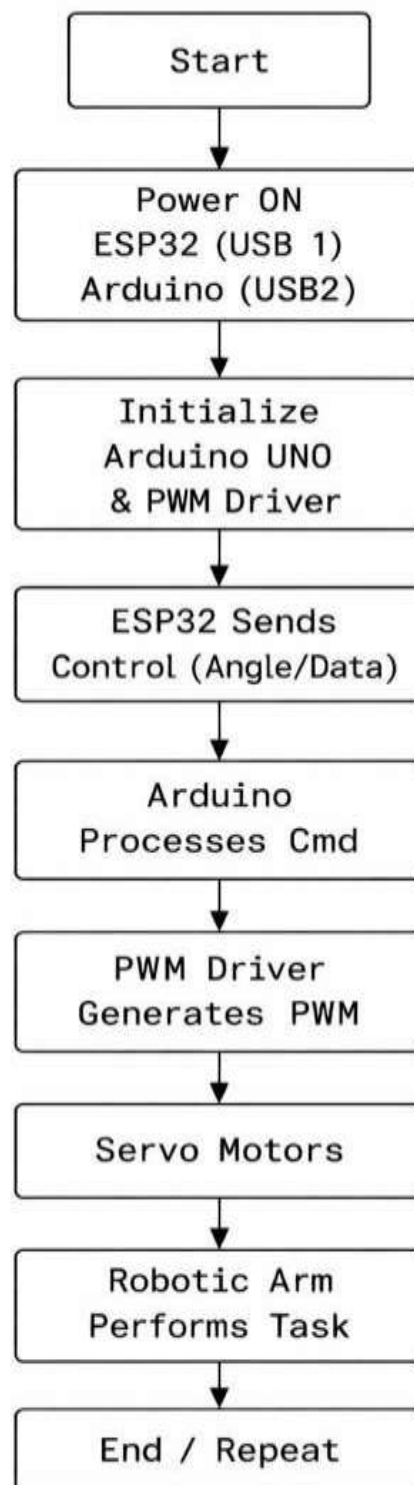 Start
Power ON
ESP32 (USB 1)
Arduino (USB2)
Initialize
Arduino UNO
& PWM Driver
ESP32 Sends
Control (Angle/Data)
Arduino
Processes Cmd
PWM Driver
Generates PWM
Servo Motors
Robotic Arm
Performs Task
End / Repeat